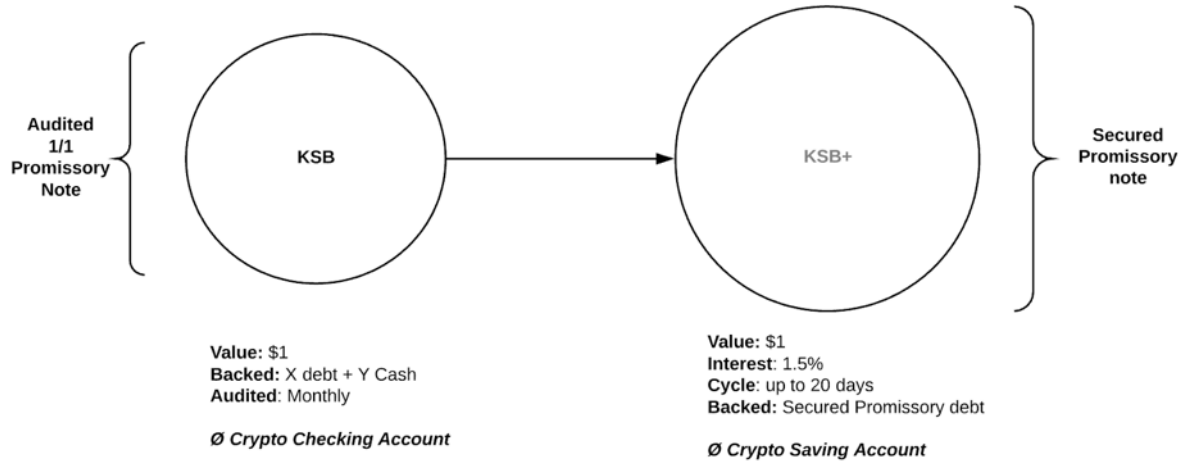 Audited
1/1
Promissory
Note
KSB
KSB+
Secured
Promissory
note
Value: $1
Backed: X debt + Y Cash
Audited: Monthly
Ø Crypto Checking Account
Value: $1
Interest: 1.5%
Cycle: up to 20 days
Backed: Secured Promissory debt
Ø Crypto Saving Account